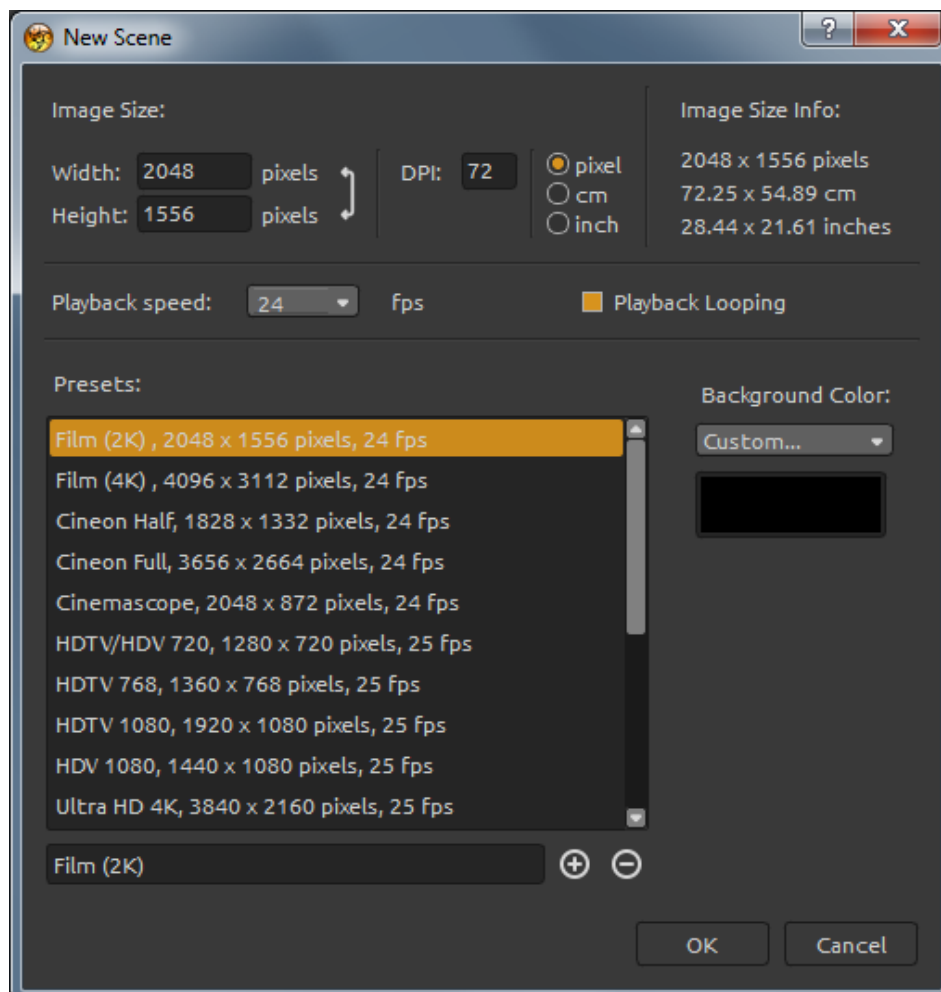 New Scene
?
Image Size:
Width: 2048 pixels
Height: 1556 pixels
DPI: 72
pixel
cm
inch
Image Size Info:
2048 x 1556 pixels
72.25 x 54.89 cm
28.44 x 21.61 inches
Playback speed: 24 fps
Playback Looping
Presets:
Film (2K) , 2048 x 1556 pixels, 24 fps
Film (4K) , 4096 x 3112 pixels, 24 fps
Cineon Half, 1828 x 1332 pixels, 24 fps
Cineon Full, 3656 x 2664 pixels, 24 fps
Cinemascope, 2048 x 872 pixels, 24 fps
HDTV/HDV 720, 1280 x 720 pixels, 25 fps
HDTV 768, 1360 x 768 pixels, 25 fps
HDTV 1080, 1920 x 1080 pixels, 25 fps
HDV 1080, 1440 x 1080 pixels, 25 fps
Ultra HD 4K, 3840 x 2160 pixels, 25 fps
Film (2K)
Background Color:
Custom...
OK
Cancel